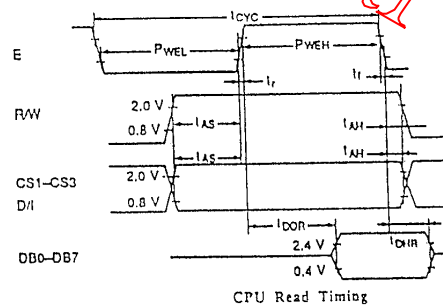 tCYC
PWEL
PWEH
E
tr
tf
R/W
2.0 V
0.8 V
tAS
tAH
tAS
tAH
CS1–CS3
D/I
2.0 V
0.8 V
tDDR
tDHR
DB0–DB7
2.4 V
0.4 V
CPU Read Timing